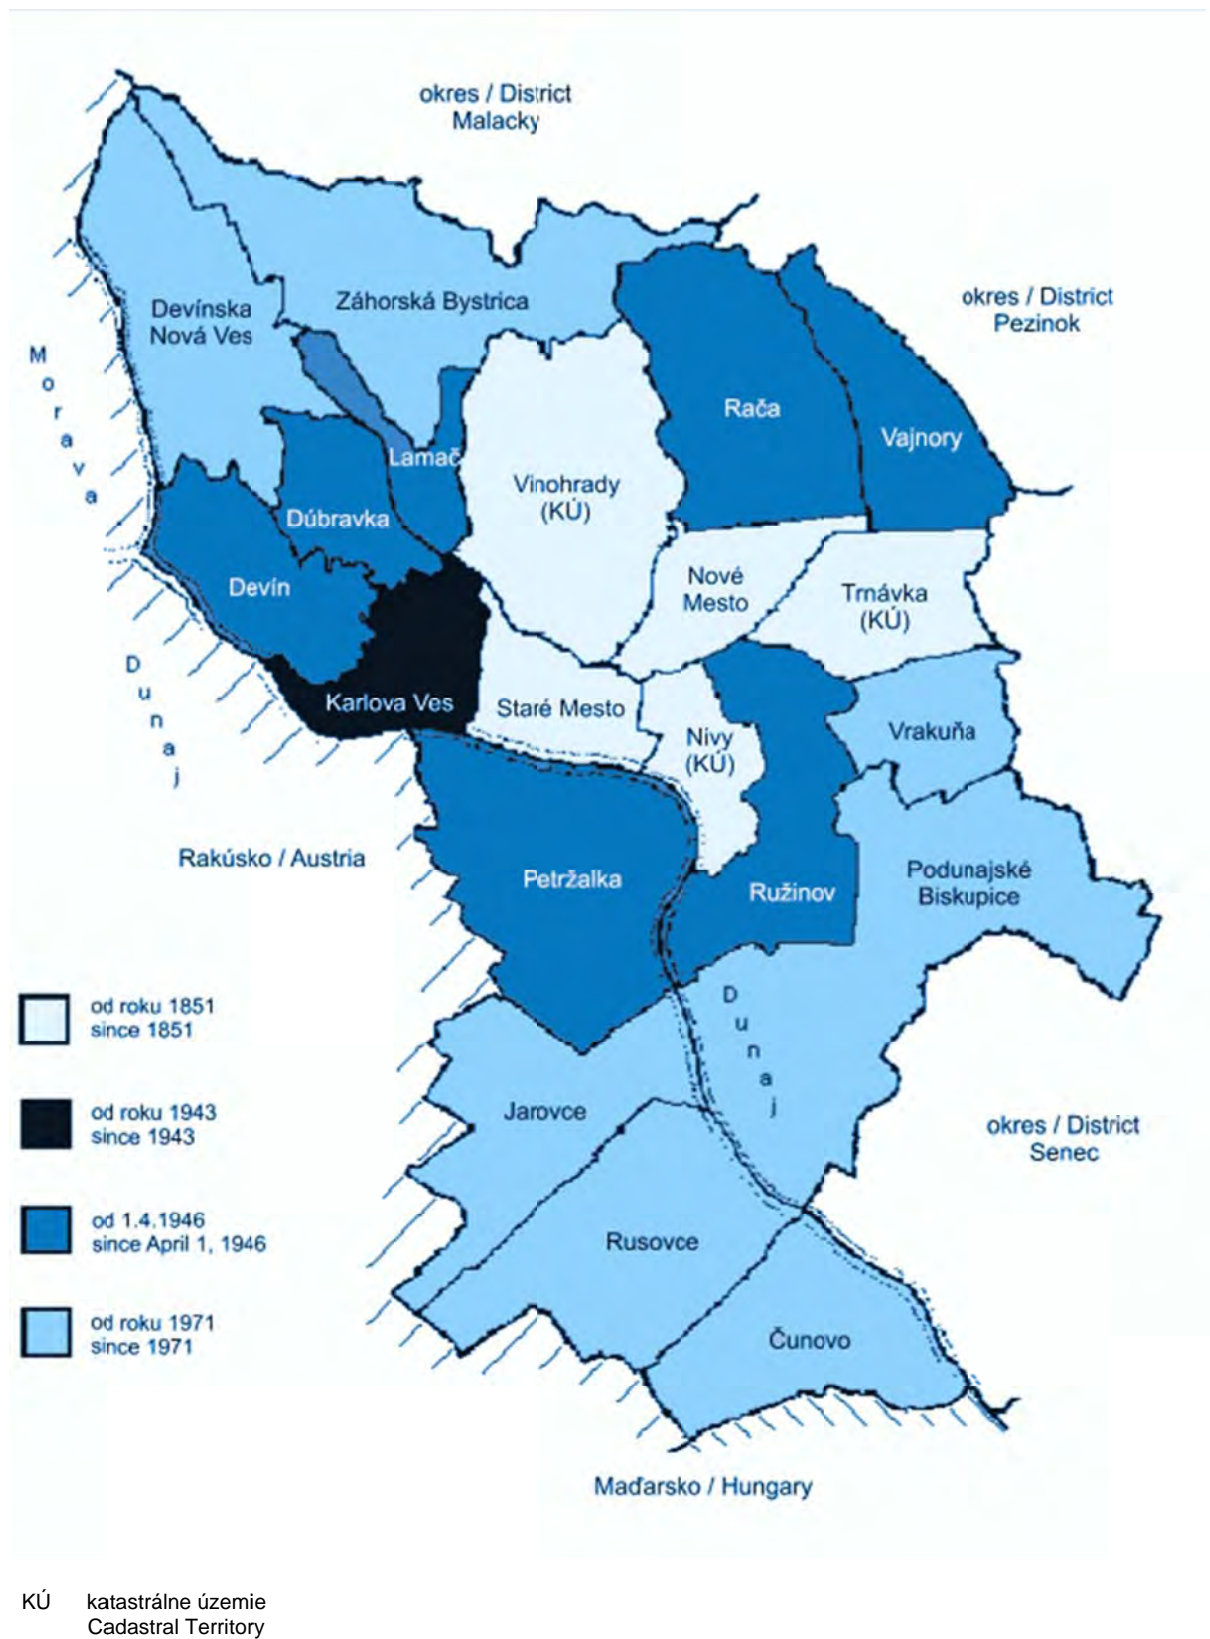 okres / District
Malacky
okres / District
Pezinok
Devínska
Nová Ves
Záhorská Bystrica
Morava
Rača
Vajnory
Lamač
Vinohrady
(KÚ)
Dúbravka
Devín
Nové
Mesto
Trnávka
(KÚ)
Dunaj
Karlova Ves
Staré Mesto
Nivy
(KÚ)
Vrakuňa
Rakúsko / Austria
Petržalka
Ružinov
Podunajské
Biskupice
Dunaj
od roku 1851
since 1851
od roku 1943
since 1943
od 1.4.1946
since April 1, 1946
od roku 1971
since 1971
Jarovce
okres / District
Senec
Rusovce
Čunovo
Maďarsko / Hungary
KÚ katastrálne územie
Cadastral Territory